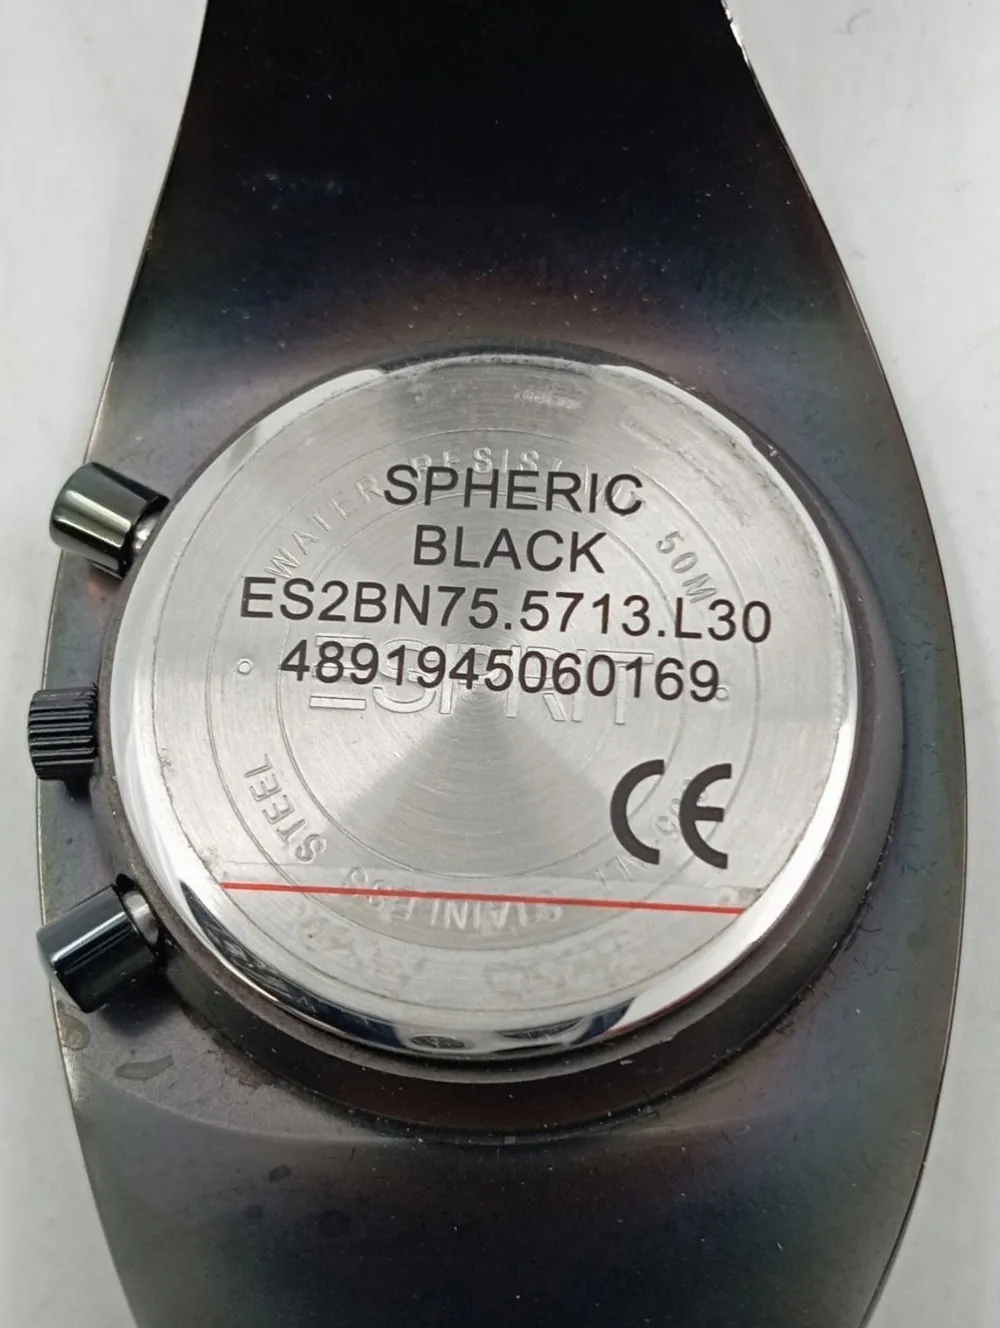 SPHERIC
BLACK
ES2BN75.5713.L30
4891945060169
CE
WATER RESISTANT 50M
ESPRIT
STAINLESS STEEL